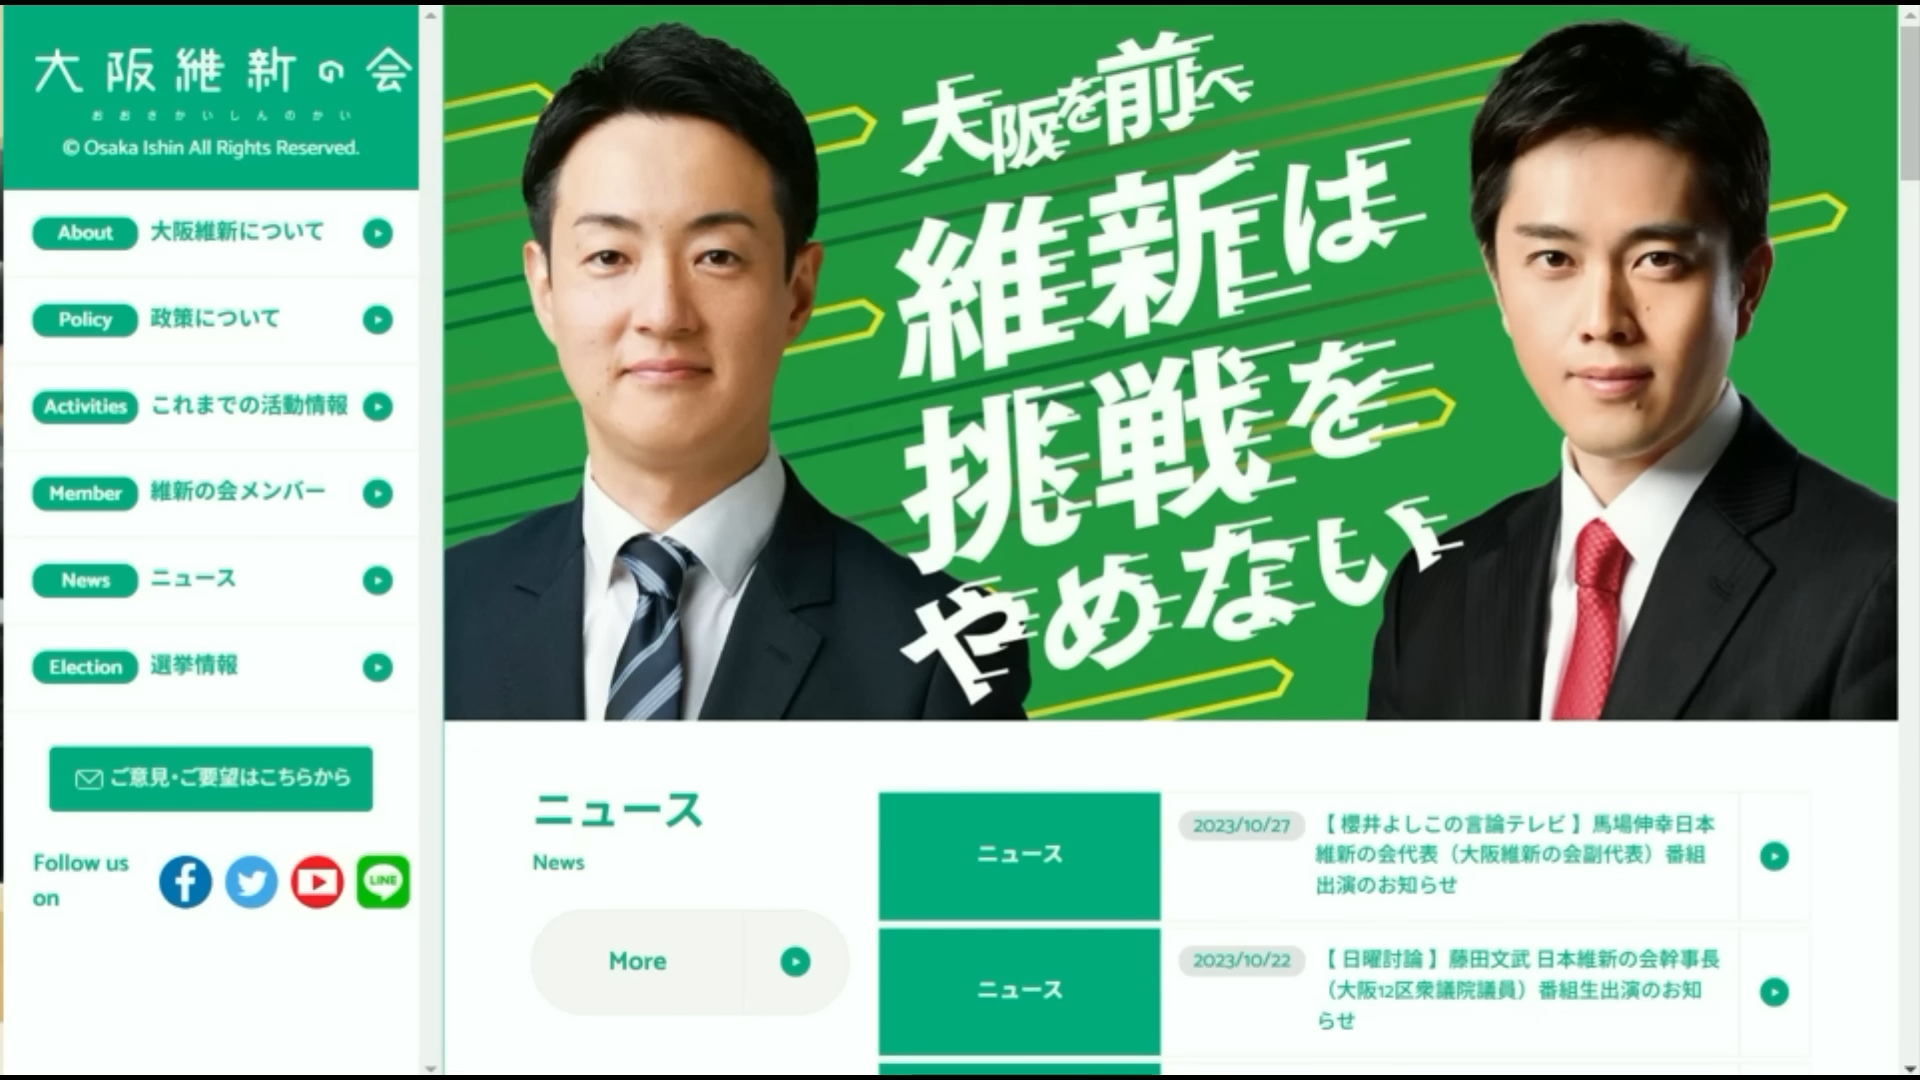 大阪維新の会
おおさかいしんのかい
© Osaka Ishin All Rights Reserved.
About 大阪維新について
Policy 政策について
Activities これまでの活動情報
Member 維新の会メンバー
News ニュース
Election 選挙情報
ご意見・ご要望はこちらから
Follow us
on
LINE
大阪を前へ
維新は
挑戦を
やめない
ニュース
News
More
ニュース
2023/10/27 【 櫻井よしこの言論テレビ 】馬場伸幸日本
維新の会代表（大阪維新の会副代表）番組
出演のお知らせ
ニュース
2023/10/22 【 日曜討論 】藤田文武 日本維新の会幹事長
（大阪12区衆議院議員）番組生出演のお知
らせ